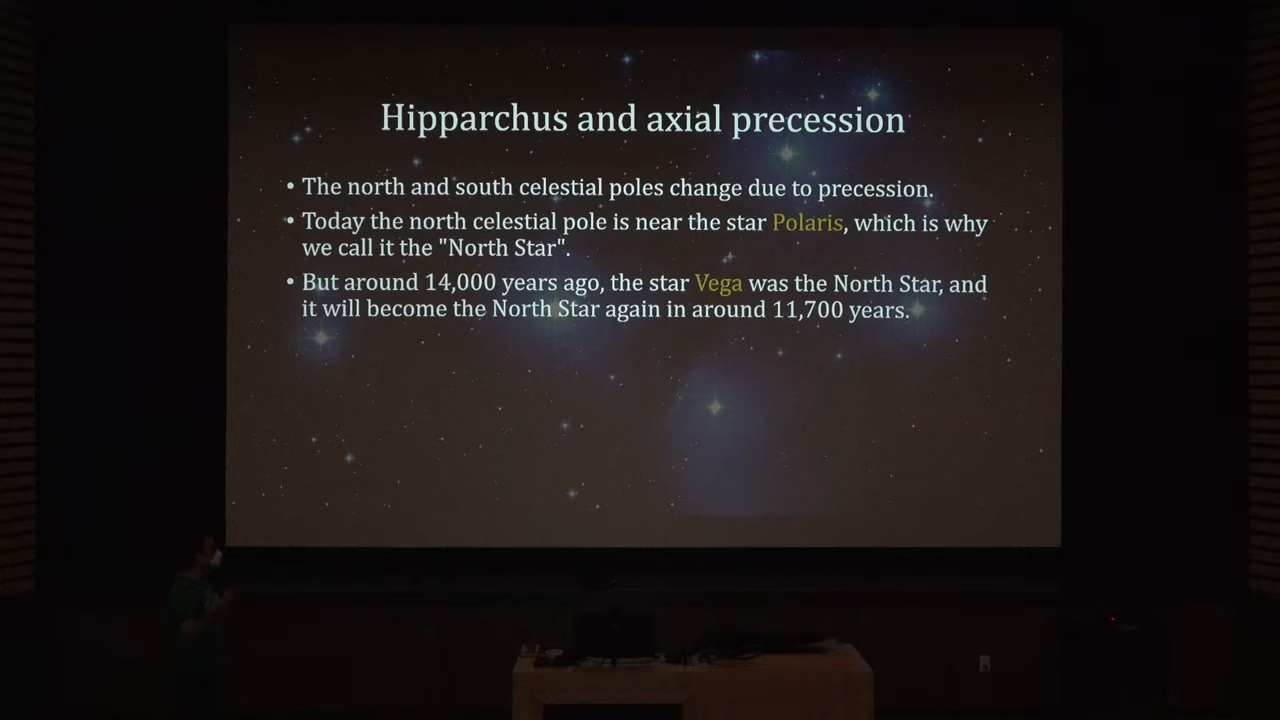 Hipparchus and axial precession
• The north and south celestial poles change due to precession.
• Today the north celestial pole is near the star Polaris, which is why
we call it the "North Star".
• But around 14,000 years ago, the star Vega was the North Star, and
it will become the North Star again in around 11,700 years.